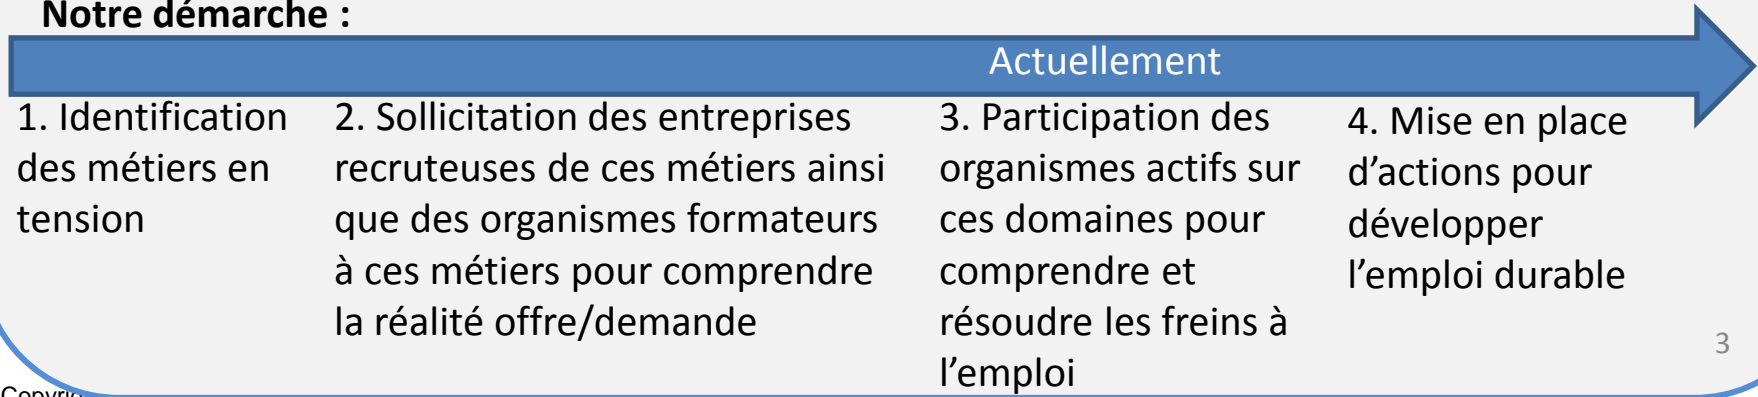 Notre démarche :
Actuellement
1. Identification
des métiers en
tension
2. Sollicitation des entreprises
recruteuses de ces métiers ainsi
que des organismes formateurs
à ces métiers pour comprendre
la réalité offre/demande
3. Participation des
organismes actifs sur
ces domaines pour
comprendre et
résoudre les freins à
l’emploi
4. Mise en place
d’actions pour
développer
l’emploi durable
3